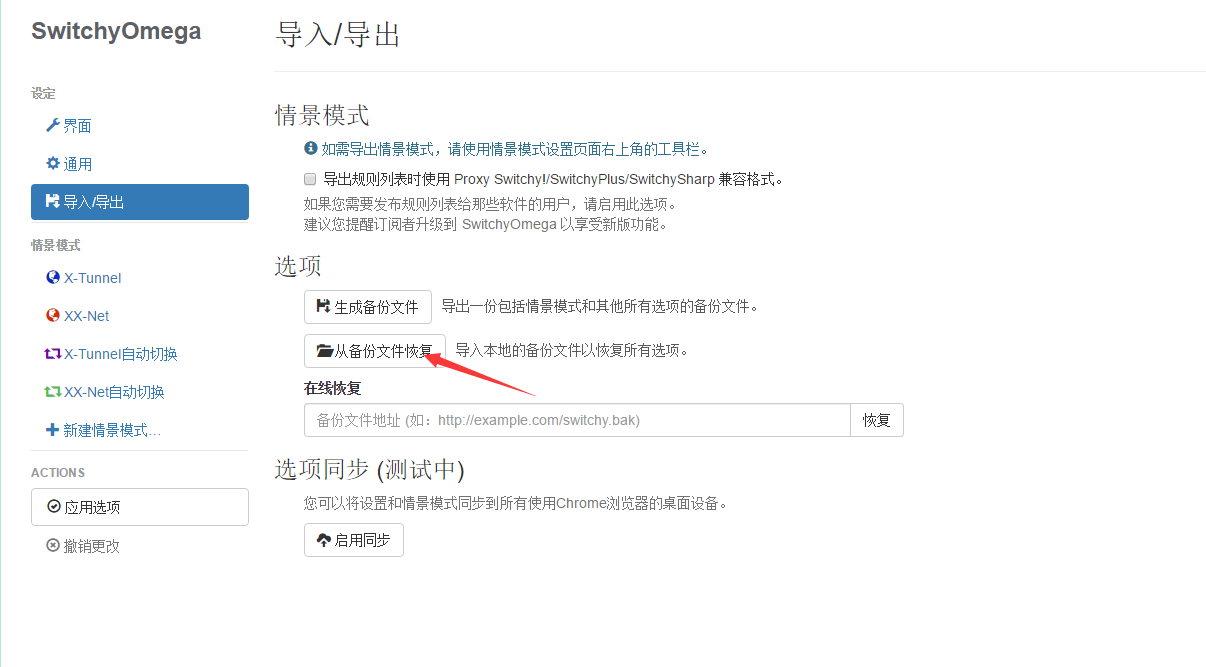 SwitchyOmega
设定
界面
通用
导入/导出
情景模式
X-Tunnel
XX-Net
X-Tunnel自动切换
XX-Net自动切换
新建情景模式…
ACTIONS
应用选项
撤销更改
导入/导出
情景模式
如需导出情景模式，请使用情景模式设置页面右上角的工具栏。
导出规则列表时使用 Proxy Switchy!/SwitchyPlus/SwitchySharp 兼容格式。
如果您需要发布规则列表给那些软件的用户，请启用此选项。
建议您提醒订阅者升级到 SwitchyOmega 以享受新版功能。
选项
生成备份文件 导出一份包括情景模式和其他所有选项的备份文件。
从备份文件恢复 导入本地的备份文件以恢复所有选项。
在线恢复
备份文件地址 (如：http://example.com/switchy.bak) 恢复
选项同步 (测试中)
您可以将设置和情景模式同步到所有使用Chrome浏览器的桌面设备。
启用同步